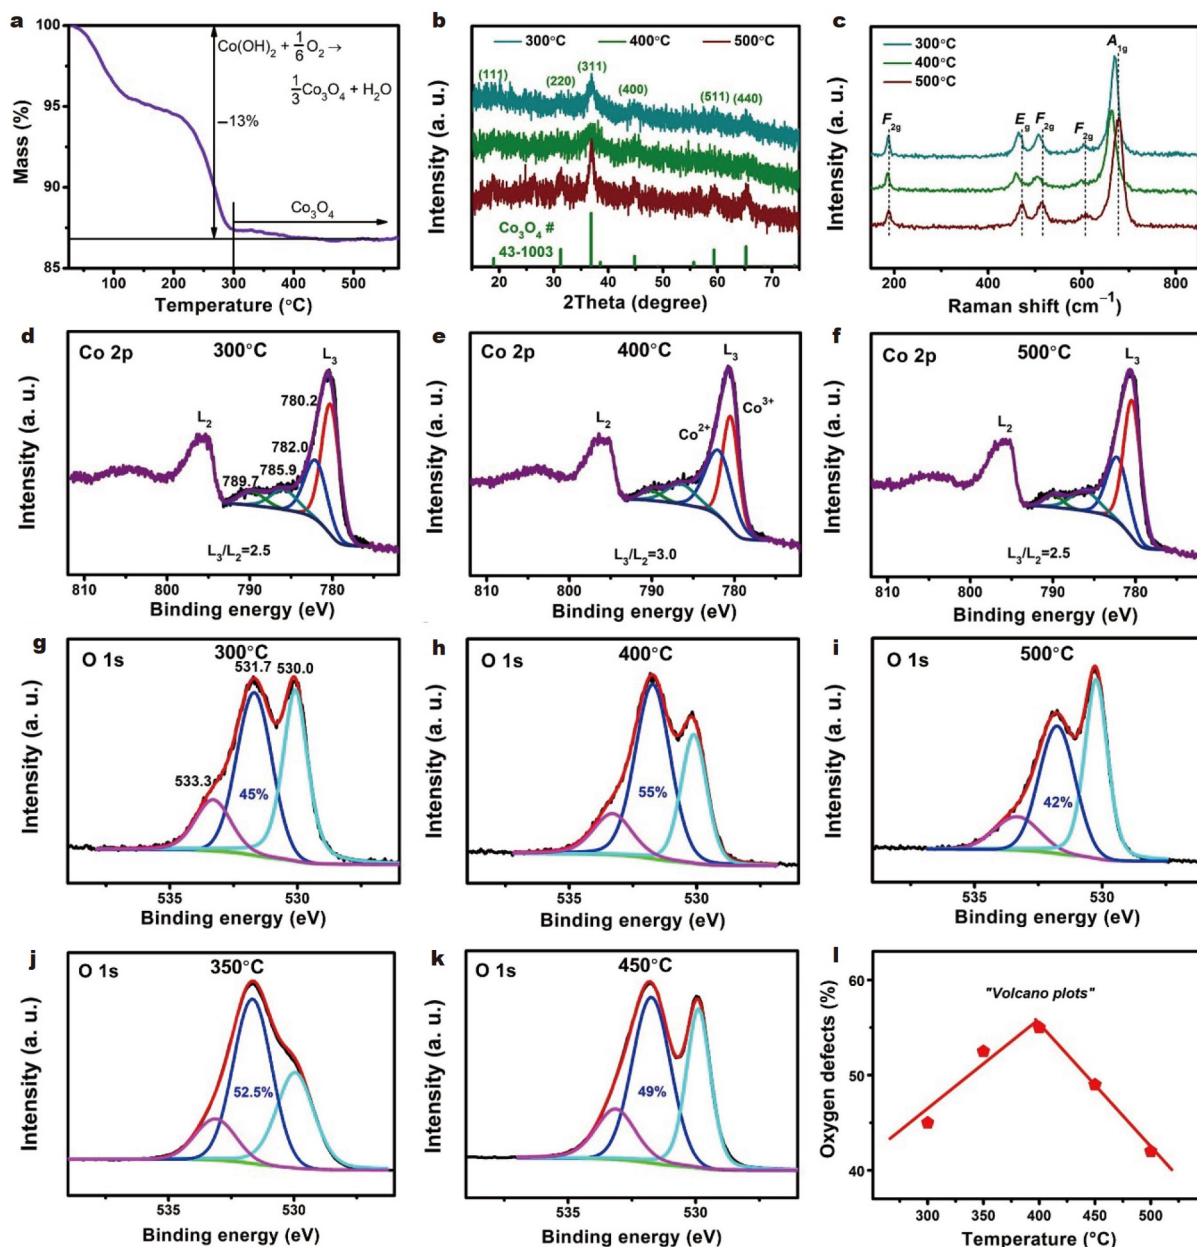 a
100
95
90
85
Mass (%)
Co(OH)2 + 1/6 O2 →
1/3 Co3O4 + H2O
–13%
Co3O4
100 200 300 400 500
Temperature (°C)
b
300°C 400°C 500°C
(111) (220) (311) (400) (511) (440)
Co3O4 #
43-1003
Intensity (a. u.)
15 25 35 45 55 65 75
2Theta (degree)
c
300°C
400°C
500°C
A1g
F2g Eg F2g F2g
Intensity (a. u.)
200 400 600 800
Raman shift (cm–1)
d
Co 2p 300°C
L3
780.2
L2
782.0
785.9
789.7
L3/L2=2.5
Intensity (a. u.)
810 800 790 780
Binding energy (eV)
e
Co 2p 400°C
L3
Co3+
L2 Co2+
L3/L2=3.0
Intensity (a. u.)
810 800 790 780
Binding energy (eV)
f
Co 2p 500°C
L3
L2
L3/L2=2.5
Intensity (a. u.)
810 800 790 780
Binding energy (eV)
g
O 1s 300°C
531.7 530.0
533.3
45%
Intensity (a. u.)
535 530
Binding energy (eV)
h
O 1s 400°C
55%
Intensity (a. u.)
535 530
Binding energy (eV)
i
O 1s 500°C
42%
Intensity (a. u.)
535 530
Binding energy (eV)
j
O 1s 350°C
52.5%
Intensity (a. u.)
535 530
Binding energy (eV)
k
O 1s 450°C
49%
Intensity (a. u.)
535 530
Binding energy (eV)
l
60
50
40
Oxygen defects (%)
"Volcano plots"
300 350 400 450 500
Temperature (°C)